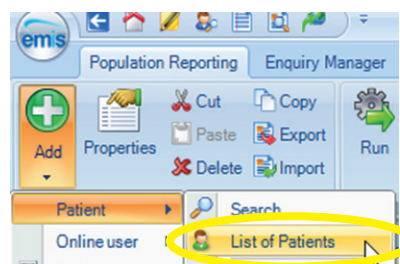 emis
Population Reporting Enquiry Manager
Add
Properties
Cut
Paste
Delete
Copy
Export
Import
Run
Patient
Search
Online user
List of Patients